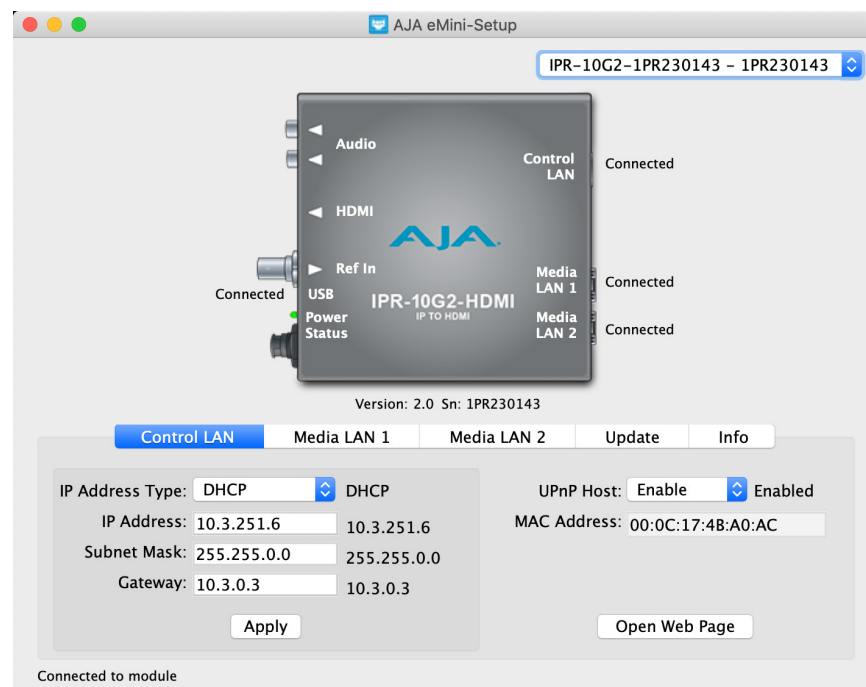 AJA eMini-Setup
IPR-10G2-1PR230143 - 1PR230143
Audio
Control
LAN
Connected
HDMI
AJA
Ref In
Connected
USB
Media
LAN 1
Connected
IPR-10G2-HDMI
IP TO HDMI
Power
Status
Media
LAN 2
Connected
Version: 2.0 Sn: 1PR230143
Control LAN Media LAN 1 Media LAN 2 Update Info
IP Address Type: DHCP DHCP
IP Address: 10.3.251.6 10.3.251.6
Subnet Mask: 255.255.0.0 255.255.0.0
Gateway: 10.3.0.3 10.3.0.3
Apply
UPnP Host: Enable Enabled
MAC Address: 00:0C:17:4B:A0:AC
Open Web Page
Connected to module